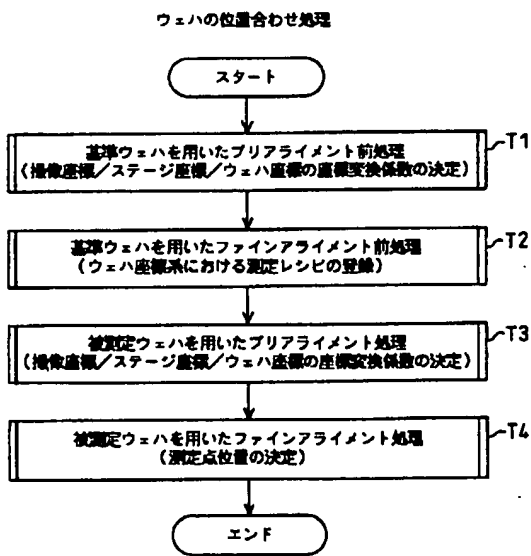 ウェハの位置合わせ処理
スタート
基準ウェハを用いたプリアライメント前処理
(撮像座標/ステージ座標/ウェハ座標の座標変換係数の決定)
T1
基準ウェハを用いたファインアライメント前処理
(ウェハ座標系における測定レシピの登録)
T2
被測定ウェハを用いたプリアライメント処理
(撮像座標/ステージ座標/ウェハ座標の座標変換係数の決定)
T3
被測定ウェハを用いたファインアライメント処理
(測定点位置の決定)
T4
エンド